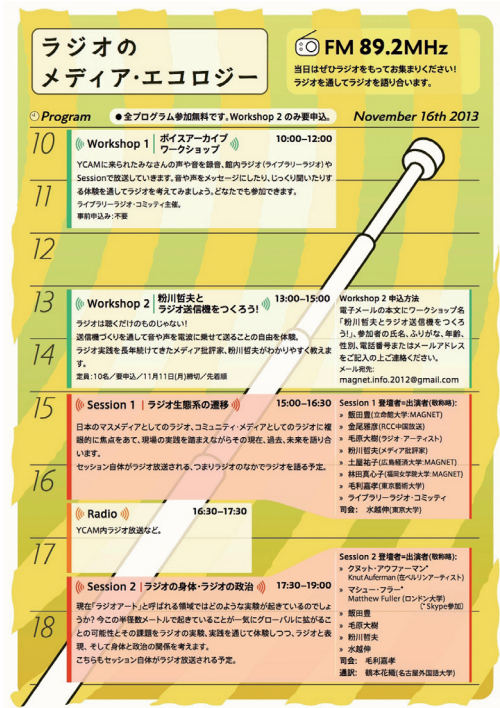 ラジオの
メディア・エコロジー
FM 89.2MHz
当日はぜひラジオをもってお集まりください!
ラジオを通してラジオを語り合います。
Program
●全プログラム参加無料です。Workshop 2 のみ要申込。
November 16th 2013
10
Workshop 1
ボイスアーカイブ
ワークショップ
10:00–12:00
YCAMに来られたみなさんの声や音を録音、館内ラジオ(ライブラリーラジオ)や
Sessionで放送していきます。音や声をメッセージにしたり、じっくり聞いたりす
る体験を通してラジオを考えてみましょう。どなたでも参加できます。
ライブラリーラジオ・コミッティ主催。
事前申込み:不要
11
12
13
Workshop 2
粉川哲夫と
ラジオ送信機をつくろう!
13:00–15:00
ラジオは聴くだけのものじゃない!
送信機づくりを通して音や声を電波に乗せて送ることの自由を体験。
ラジオ実践を長年続けてきたメディア批評家、粉川哲夫がわかりやすく教えま
す。
定員:10名/要申込/11月11日(月)締切/先着順
Workshop 2 申込方法
電子メールの本文にワークショップ名
「粉川哲夫とラジオ送信機をつくろ
う!」、参加者の氏名、ふりがな、年齢、
性別、電話番号またはメールアドレス
をご記入の上ご連絡ください。
メール宛先:
magnet.info.2012@gmail.com
14
15
Session 1 | ラジオ生態系の遷移
15:00–16:30
日本のマスメディアとしてのラジオ、コミュニティ・メディアとしてのラジオに複
眼的に焦点をあて、現場の実践を踏まえながらその現在、過去、未来を語り合
います。
セッション自体がラジオ放送される、つまりラジオのなかでラジオを語る予定。
Session 1 登壇者=出演者(敬称略):
» 飯田豊(立命館大学:MAGNET)
» 金尾雅彦(RCC中国放送)
» 毛原大樹(ラジオ・アーティスト)
» 粉川哲夫(メディア批評家)
» 土屋祐子(広島経済大学:MAGNET)
» 林田真心子(福岡女学院大学:MAGNET)
» 毛利嘉孝(東京藝術大学)
» ライブラリーラジオ・コミッティ
司会: 水越伸(東京大学)
16
Radio
16:30–17:30
YCAM内ラジオ放送など。
17
Session 2 | ラジオの身体・ラジオの政治
17:30–19:00
現在「ラジオアート」と呼ばれる領域ではどのような実験が起きているのでしょ
うか? 今この半径数メートルで起きていることが一気にグローバルに拡がるこ
との可能性とその課題をラジオの実験、実践を通じて体験しつつ、ラジオと表
現、そして身体と政治の関係を考えます。
こちらもセッション自体がラジオ放送される予定。
Session 2 登壇者=出演者(敬称略):
» クヌット・アウファーマン*
Knut Auferman (在ベルリンアーティスト)
» マシュー・フラー*
Matthew Fuller (ロンドン大学)
(*Skype参加)
» 飯田豊
» 毛原大樹
» 粉川哲夫
» 水越伸
司会: 毛利嘉孝
通訳: 鶴本花織(名古屋外国語大学)
18